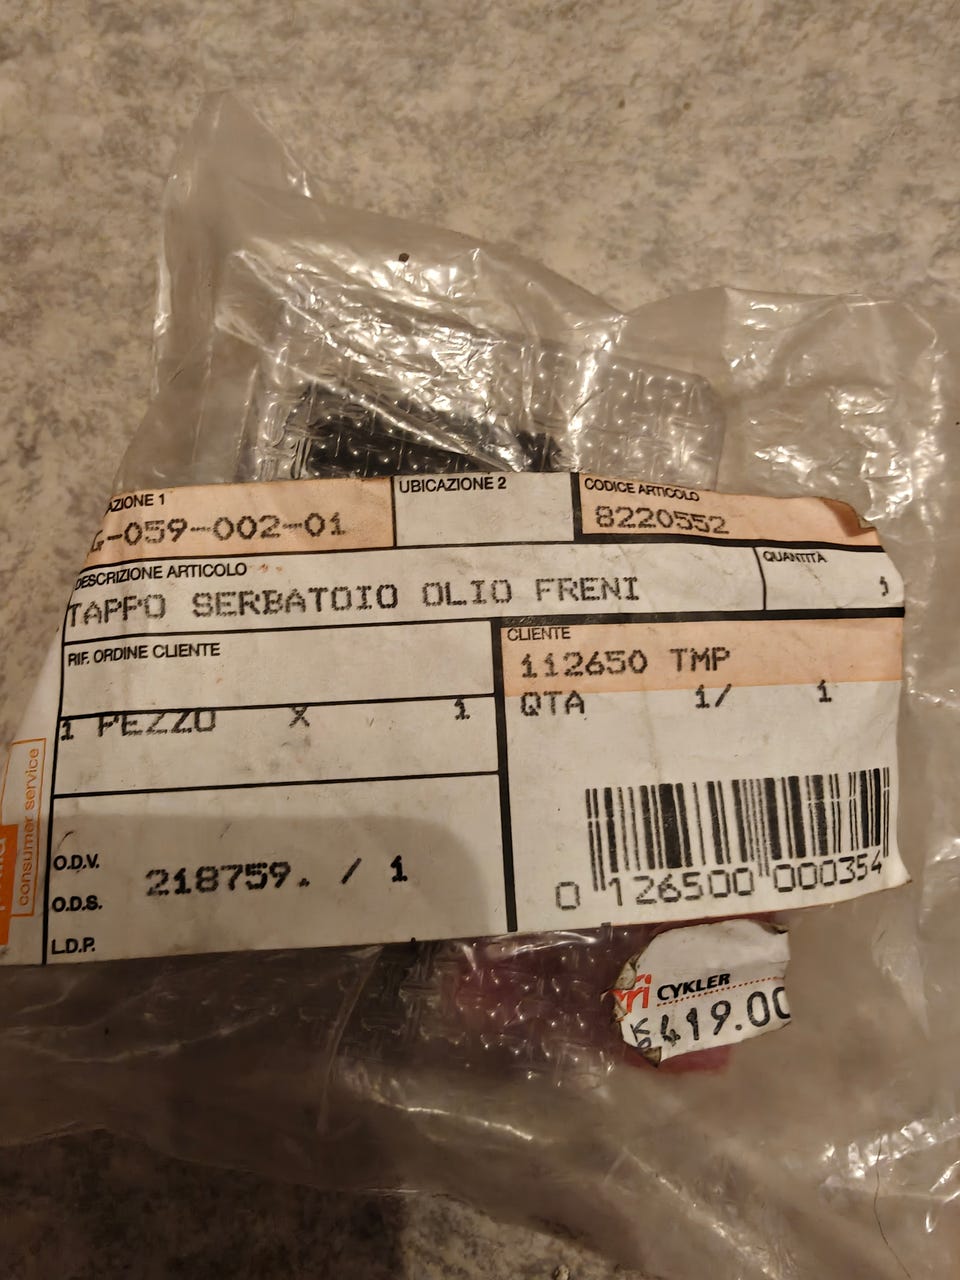 AZIONE 1
-059-002-01
UBICAZIONE 2
CODICE ARTICOLO
8220552
DESCRIZIONE ARTICOLO
TAPPO SERBATOIO OLIO FRENI
QUANTITÀ
1
RIF. ORDINE CLIENTE
CLIENTE
112650 TMP
QTA 1/ 1
1 PEZZO X 1
O.D.V.
218759. / 1
O.D.S.
L.D.P.
0 126500 000354
consumer service
CYKLER
419.00